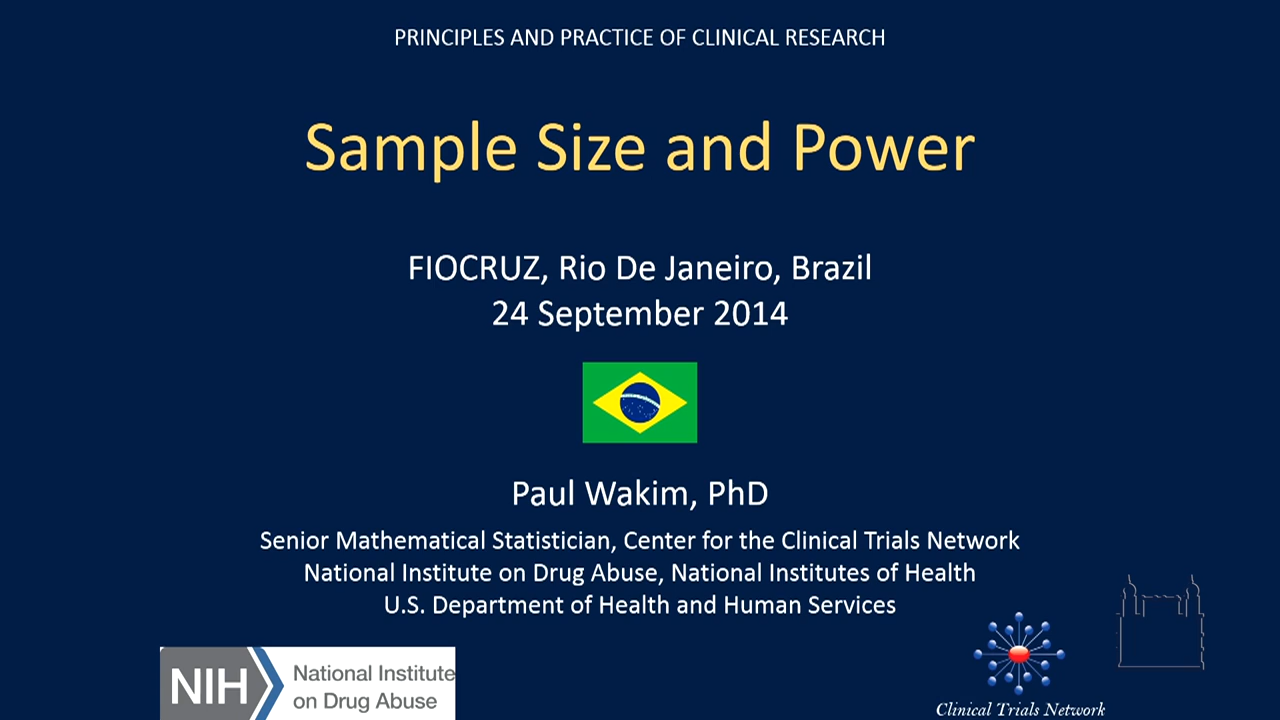 PRINCIPLES AND PRACTICE OF CLINICAL RESEARCH
Sample Size and Power
FIOCRUZ, Rio De Janeiro, Brazil
24 September 2014
Paul Wakim, PhD
Senior Mathematical Statistician, Center for the Clinical Trials Network
National Institute on Drug Abuse, National Institutes of Health
U.S. Department of Health and Human Services
NIH
National Institute
on Drug Abuse
Clinical Trials Network